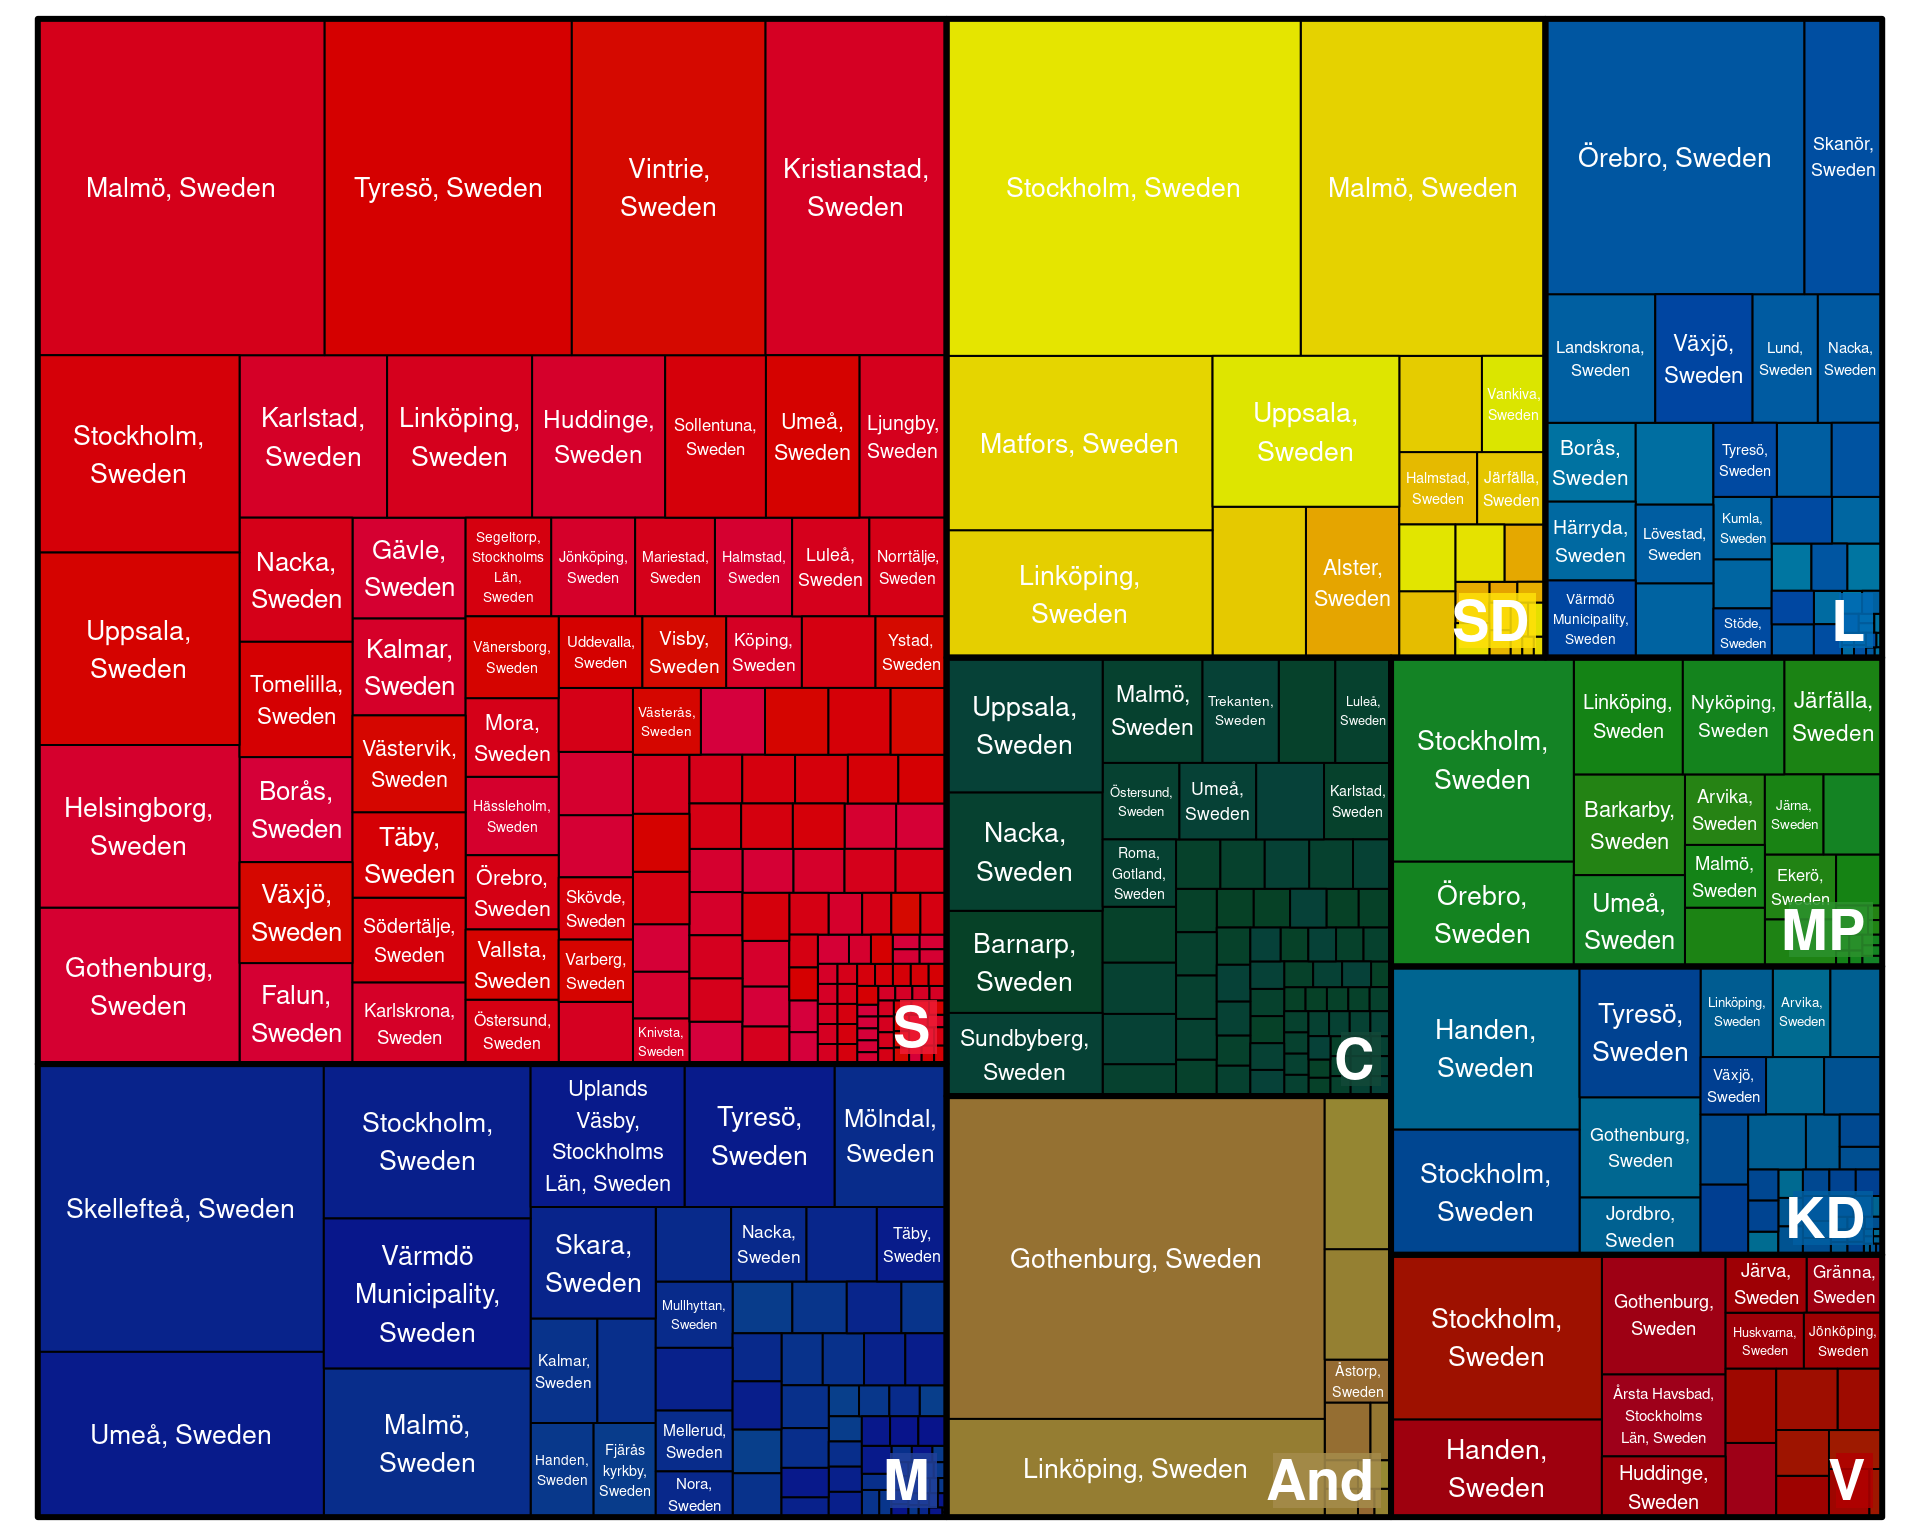 Malmö, Sweden
Tyresö, Sweden
Vintrie,
Sweden
Kristianstad,
Sweden
Stockholm,
Sweden
Uppsala,
Sweden
Helsingborg,
Sweden
Gothenburg,
Sweden
Karlstad,
Sweden
Linköping,
Sweden
Huddinge,
Sweden
Sollentuna,
Sweden
Umeå,
Sweden
Ljungby,
Sweden
Nacka,
Sweden
Tomelilla,
Sweden
Borås,
Sweden
Växjö,
Sweden
Falun,
Sweden
Gävle,
Sweden
Kalmar,
Sweden
Västervik,
Sweden
Täby,
Sweden
Södertälje,
Sweden
Karlskrona,
Sweden
Segeltorp,
Stockholms
Län,
Sweden
Jönköping,
Sweden
Mariestad,
Sweden
Halmstad,
Sweden
Luleå,
Sweden
Norrtälje,
Sweden
Vänersborg,
Sweden
Mora,
Sweden
Hässleholm,
Sweden
Örebro,
Sweden
Vallsta,
Sweden
Östersund,
Sweden
Uddevalla,
Sweden
Visby,
Sweden
Köping,
Sweden
Ystad,
Sweden
Västerås,
Sweden
Skövde,
Sweden
Varberg,
Sweden
Knivsta,
Sweden
S
Skellefteå, Sweden
Umeå, Sweden
Stockholm,
Sweden
Värmdö
Municipality,
Sweden
Malmö,
Sweden
Uplands
Väsby,
Stockholms
Län, Sweden
Tyresö,
Sweden
Mölndal,
Sweden
Skara,
Sweden
Nacka,
Sweden
Täby,
Sweden
Mullhyttan,
Sweden
Kalmar,
Sweden
Handen,
Sweden
Fjärås
kyrkby,
Sweden
Mellerud,
Sweden
Nora,
Sweden
M
Stockholm, Sweden
Malmö, Sweden
Matfors, Sweden
Linköping,
Sweden
Uppsala,
Sweden
Alster,
Sweden
Vankiva,
Sweden
Halmstad,
Sweden
Järfälla,
Sweden
SD
Örebro, Sweden
Skanör,
Sweden
Landskrona,
Sweden
Växjö,
Sweden
Lund,
Sweden
Nacka,
Sweden
Borås,
Sweden
Härryda,
Sweden
Värmdö
Municipality,
Sweden
Lövestad,
Sweden
Tyresö,
Sweden
Kumla,
Sweden
Stöde,
Sweden
L
Uppsala,
Sweden
Nacka,
Sweden
Barnarp,
Sweden
Sundbyberg,
Sweden
Malmö,
Sweden
Trekanten,
Sweden
Luleå,
Sweden
Östersund,
Sweden
Umeå,
Sweden
Karlstad,
Sweden
Roma,
Gotland,
Sweden
C
Stockholm,
Sweden
Örebro,
Sweden
Linköping,
Sweden
Nyköping,
Sweden
Järfälla,
Sweden
Barkarby,
Sweden
Umeå,
Sweden
Arvika,
Sweden
Malmö,
Sweden
Järna,
Sweden
Ekerö,
Sweden
MP
Gothenburg, Sweden
Linköping, Sweden
Åstorp,
Sweden
And
Handen,
Sweden
Stockholm,
Sweden
Tyresö,
Sweden
Gothenburg,
Sweden
Jordbro,
Sweden
Linköping,
Sweden
Arvika,
Sweden
Växjö,
Sweden
KD
Stockholm,
Sweden
Handen,
Sweden
Gothenburg,
Sweden
Årsta Havsbad,
Stockholms
Län, Sweden
Huddinge,
Sweden
Järva,
Sweden
Gränna,
Sweden
Huskvarna,
Sweden
Jönköping,
Sweden
V